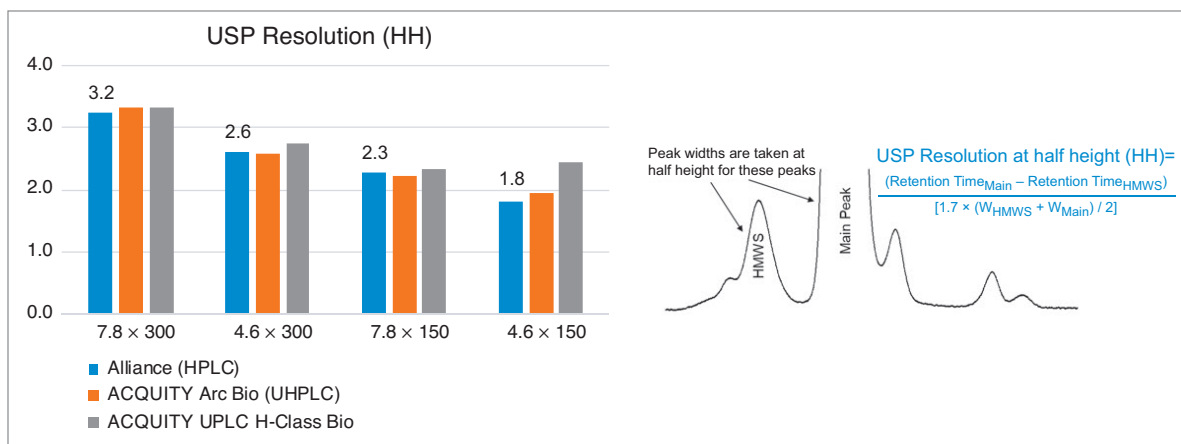 USP Resolution (HH)
4.0
3.0
2.0
1.0
0.0
3.2
2.6
2.3
1.8
7.8 × 300
4.6 × 300
7.8 × 150
4.6 × 150
Alliance (HPLC)
ACQUITY Arc Bio (UHPLC)
ACQUITY UPLC H-Class Bio
Peak widths are taken at
half height for these peaks
HMWS
Main Peak
USP Resolution at half height (HH)=
(Retention TimeMain – Retention TimeHMWS)
[1.7 × (WHMWS + WMain) / 2]